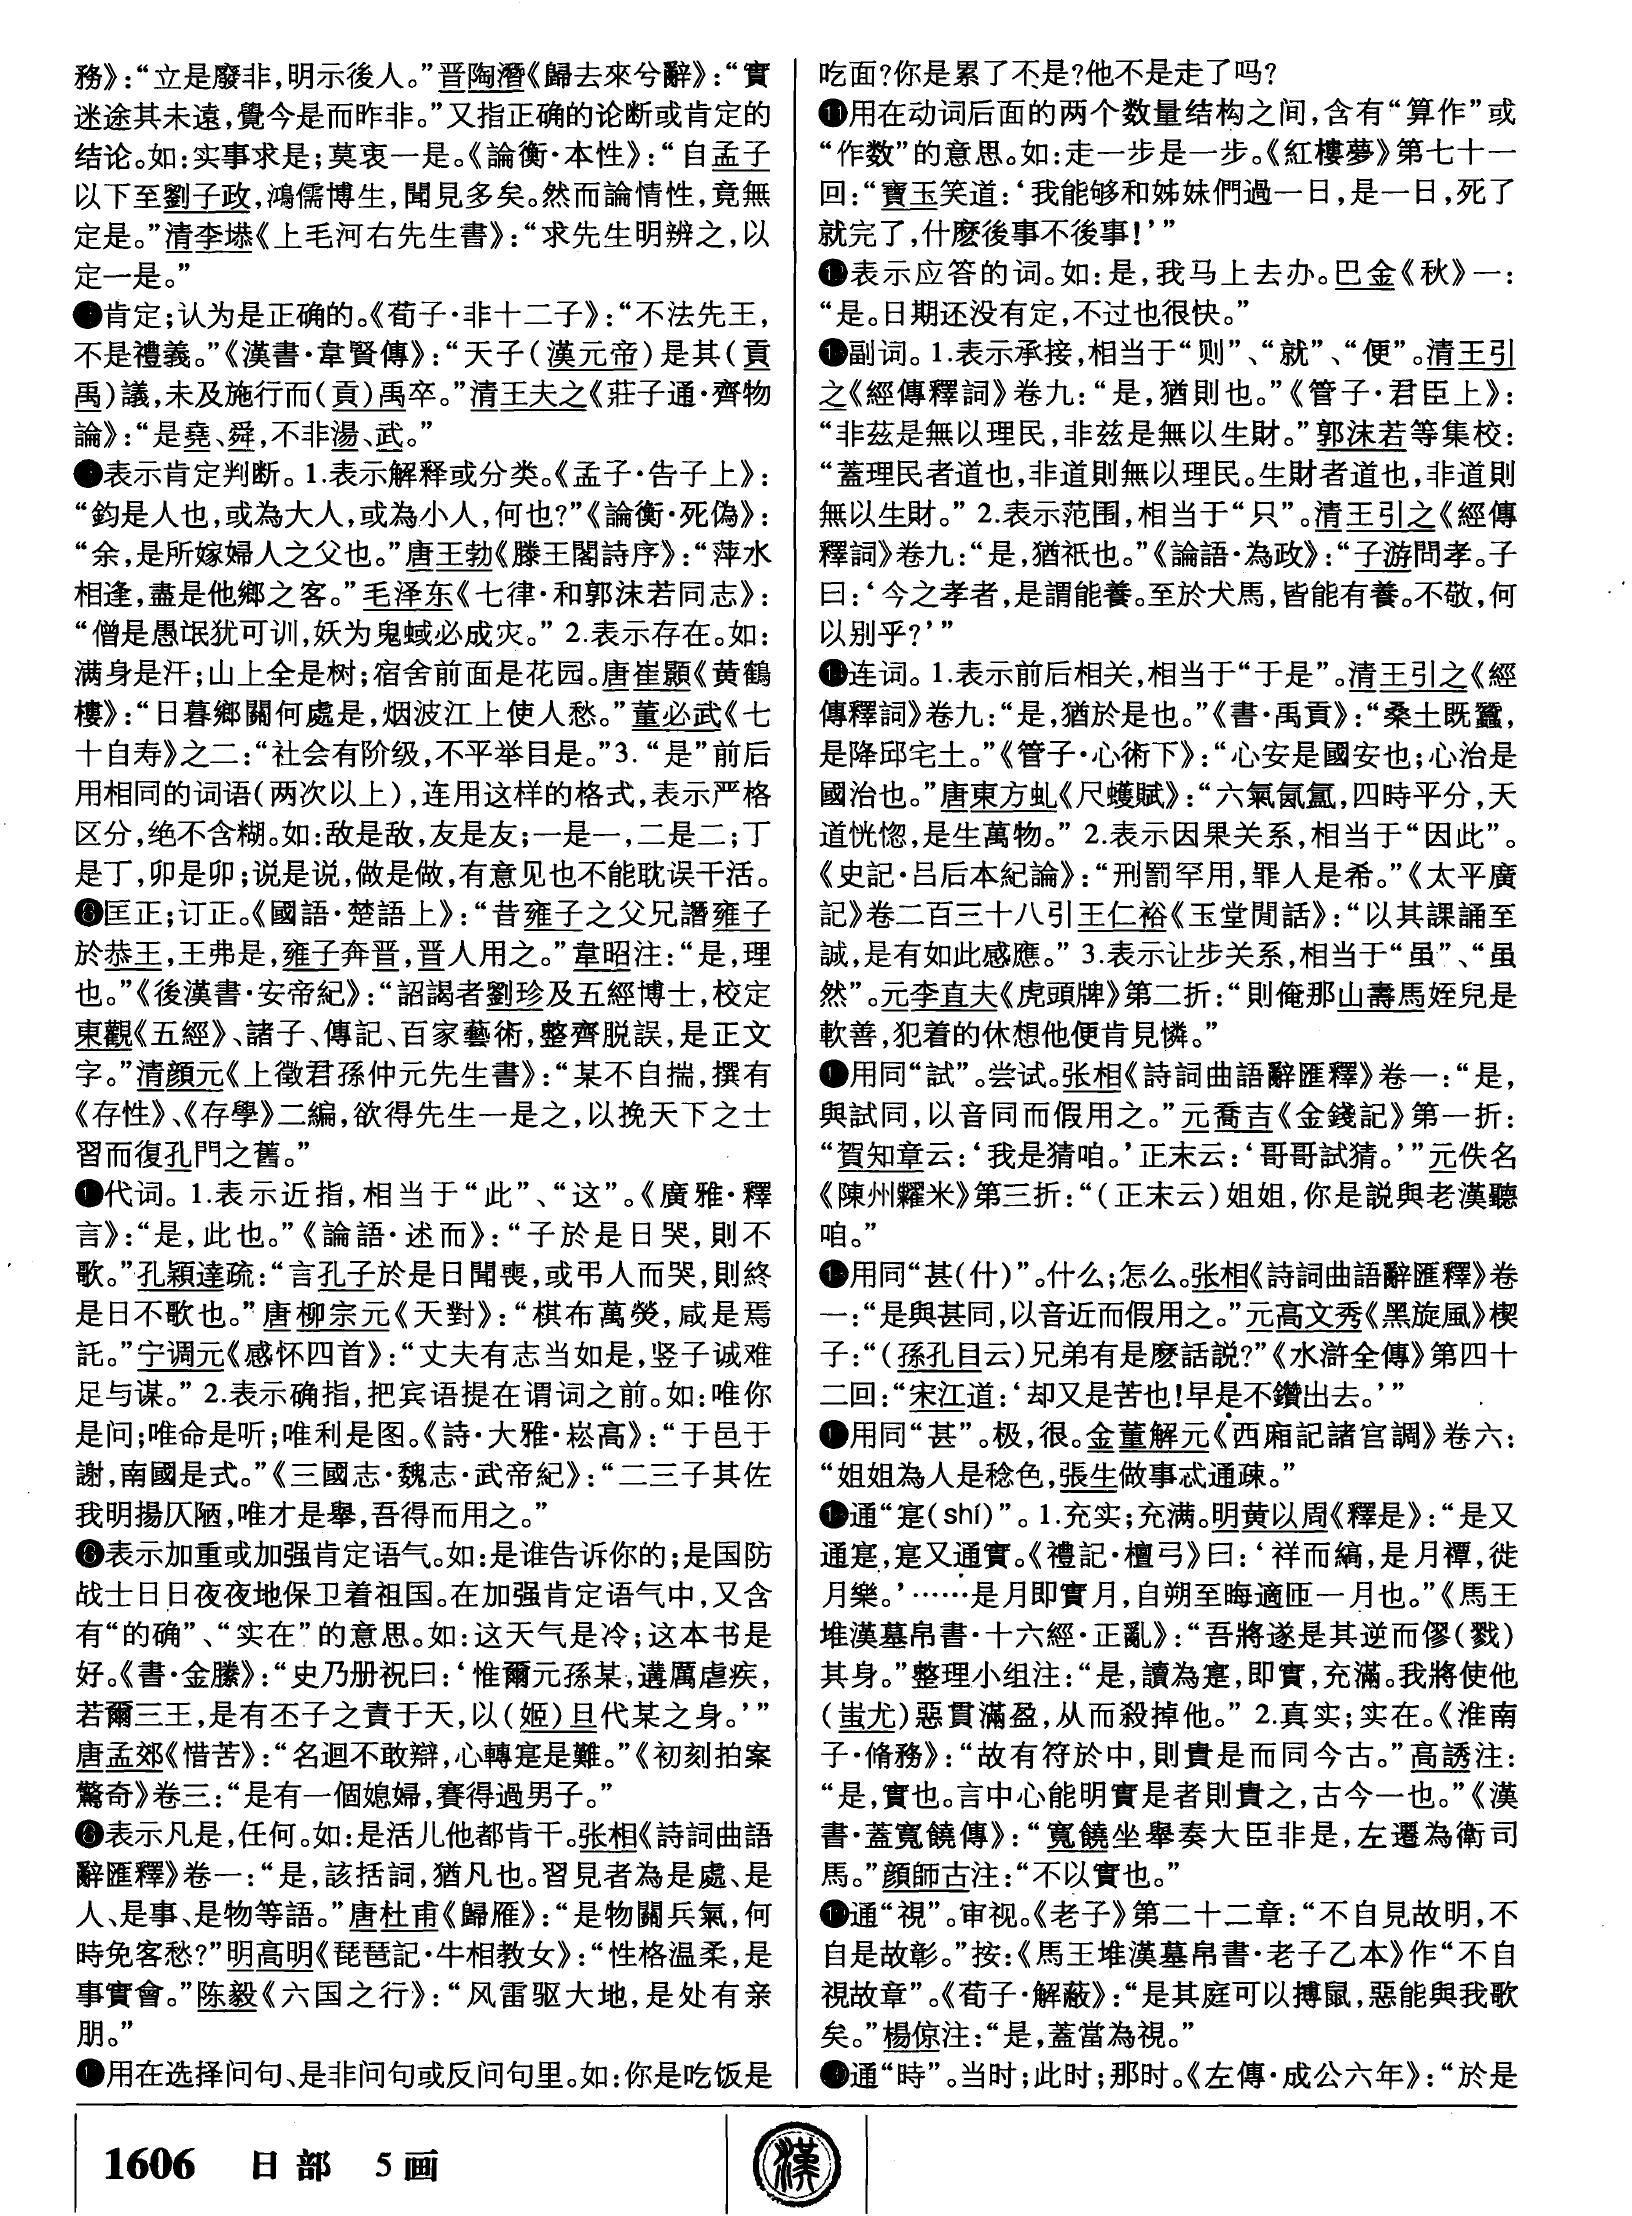 務》：“立是廢非，明示後人。”晋陶潛《歸去來兮辭》：“實
迷途其未遠，覺今是而昨非。”又指正确的论断或肯定的
结论。如：实事求是；莫衷一是。《論衡·本性》：“自孟子
以下至劉子政，鴻儒博生，聞見多矣。然而論情性，竟無
定是。”清李塨《上毛河右先生書》：“求先生明辨之，以
定一是。”
肯定；认为是正确的。《荀子·非十二子》：“不法先王，
不是禮義。”《漢書·韋賢傳》：“天子（漢元帝）是其（貢
禹）議，未及施行而（貢）禹卒。”清王夫之《莊子通·齊物
論》：“是堯、舜，不非湯、武。”
表示肯定判断。1.表示解释或分类。《孟子·告子上》：
“鈞是人也，或為大人，或為小人，何也？”《論衡·死偽》：
“余，是所嫁婦人之父也。”唐王勃《滕王閣詩序》：“萍水
相逢，盡是他鄉之客。”毛泽东《七律·和郭沫若同志》：
“僧是愚氓犹可训，妖为鬼蜮必成灾。”2.表示存在。如：
满身是汗；山上全是树；宿舍前面是花园。唐崔顥《黄鶴
樓》：“日暮鄉關何處是，烟波江上使人愁。”董必武《七
十自寿》之二：“社会有阶级，不平举目是。”3.“是”前后
用相同的词语（两次以上），连用这样的格式，表示严格
区分，绝不含糊。如：敌是敌，友是友；一是一，二是二；丁
是丁，卯是卯；说是说，做是做，有意见也不能耽误干活。
❻匡正；订正。《國語·楚語上》：“昔雍子之父兄譖雍子
於恭王，王弗是，雍子奔晋，晋人用之。”韋昭注：“是，理
也。”《後漢書·安帝紀》：“詔謁者劉珍及五經博士，校定
東觀《五經》、諸子、傳記、百家藝術，整齊脱誤，是正文
字。”清顔元《上徵君孫仲元先生書》：“某不自揣，撰有
《存性》、《存學》二編，欲得先生一是之，以挽天下之士
習而復孔門之舊。”
代词。1.表示近指，相当于“此”、“这”。《廣雅·釋
言》：“是，此也。”《論語·述而》：“子於是日哭，則不
歌。”孔穎達疏：“言孔子於是日聞喪，或弔人而哭，則終
是日不歌也。”唐柳宗元《天對》：“棋布萬熒，咸是焉
託。”宁调元《感怀四首》：“丈夫有志当如是，竖子诚难
足与谋。”2.表示确指，把宾语提在谓词之前。如：唯你
是问；唯命是听；唯利是图。《詩·大雅·崧高》：“于邑于
謝，南國是式。”《三國志·魏志·武帝紀》：“二三子其佐
我明揚仄陋，唯才是舉，吾得而用之。”
表示加重或加强肯定语气。如：是谁告诉你的；是国防
战士日日夜夜地保卫着祖国。在加强肯定语气中，又含
有“的确”、“实在”的意思。如：这天气是冷；这本书是
好。《書·金縢》：“史乃册祝曰：‘惟爾元孫某，遘厲虐疾，
若爾三王，是有丕子之責于天，以（姬）旦代某之身。’”
唐孟郊《惜苦》：“名迴不敢辯，心轉寔是難。”《初刻拍案
驚奇》卷三：“是有一個媳婦，賽得過男子。”
表示凡是，任何。如：是活儿他都肯干。张相《詩詞曲語
辭匯釋》卷一：“是，該括詞，猶凡也。習見者為是處、是
人、是事、是物等語。”唐杜甫《歸雁》：“是物關兵氣，何
時免客愁？”明高明《琵琶記·牛相教女》：“性格温柔，是
事實會。”陈毅《六国之行》：“风雷驱大地，是处有亲
朋。”
用在选择问句、是非问句或反问句里。如：你是吃饭是
吃面？你是累了不是？他不是走了吗？
⓫用在动词后面的两个数量结构之间，含有“算作”或
“作数”的意思。如：走一步是一步。《紅樓夢》第七十一
回：“寶玉笑道：‘我能够和姊妹們過一日，是一日，死了
就完了，什麽後事不後事！’”
表示应答的词。如：是，我马上去办。巴金《秋》一：
“是。日期还没有定，不过也很快。”
副词。1.表示承接，相当于“则”、“就”、“便”。清王引
之《經傳釋詞》卷九：“是，猶則也。”《管子·君臣上》：
“非茲是無以理民，非兹是無以生財。”郭沫若等集校：
“蓋理民者道也，非道則無以理民。生財者道也，非道則
無以生財。”2.表示范围，相当于“只”。清王引之《經傳
釋詞》卷九：“是，猶祇也。”《論語·為政》：“子游問孝。子
曰：‘今之孝者，是謂能養。至於犬馬，皆能有養。不敬，何
以别乎？’”
连词。1.表示前后相关，相当于“于是”。清王引之《經
傳釋詞》卷九：“是，猶於是也。”《書·禹貢》：“桑土既蠶，
是降邱宅土。”《管子·心術下》：“心安是國安也；心治是
國治也。”唐東方虬《尺蠖賦》：“六氣氤氲，四時平分，天
道恍惚，是生萬物。”2.表示因果关系，相当于“因此”。
《史記·吕后本紀論》：“刑罰罕用，罪人是希。”《太平廣
記》卷二百三十八引王仁裕《玉堂閒話》：“以其課誦至
誠，是有如此感應。”3.表示让步关系，相当于“虽”、“虽
然”。元李直夫《虎頭牌》第二折：“則俺那山壽馬姪兒是
軟善，犯着的休想他便肯見憐。”
用同“試”。尝试。张相《詩詞曲語辭匯釋》卷一：“是，
與試同，以音同而假用之。”元喬吉《金錢記》第一折：
“賀知章云：‘我是猜咱。’正末云：‘哥哥試猜。’”元佚名
《陳州糶米》第三折：“（正末云）姐姐，你是説與老漢聽
咱。”
用同“甚（什）”。什么；怎么。张相《詩詞曲語辭匯釋》卷
一：“是與甚同，以音近而假用之。”元高文秀《黑旋風》楔
子：“（孫孔目云）兄弟有是麽話説？”《水滸全傳》第四十
二回：“宋江道：‘却又是苦也！早是不鑽出去。’”
用同“甚”。极，很。金董解元《西廂記諸宫調》卷六：
“姐姐為人是稔色，張生做事忒通疎。”
通“寔（shí）”。1.充实；充满。明黄以周《釋是》：“是又
通寔，寔又通實。《禮記·檀弓》曰：‘祥而縞，是月禫，徙
月樂。’……是月即實月，自朔至晦適匝一月也。”《馬王
堆漢墓帛書·十六經·正亂》：“吾將遂是其逆而僇（戮）
其身。”整理小组注：“是，讀為寔，即實，充滿。我將使他
（蚩尤）惡貫滿盈，从而殺掉他。”2.真实；实在。《淮南
子·脩務》：“故有符於中，則貴是而同今古。”高誘注：
“是，實也。言中心能明實是者則貴之，古今一也。”《漢
書·蓋寬饒傳》：“寬饒坐舉奏大臣非是，左遷為衛司
馬。”顔師古注：“不以實也。”
通“視”。审视。《老子》第二十二章：“不自見故明，不
自是故彰。”按：《馬王堆漢墓帛書·老子乙本》作“不自
視故章”。《荀子·解蔽》：“是其庭可以搏鼠，惡能與我歌
矣。”楊倞注：“是，蓋當為視。”
通“時”。当时；此时；那时。《左傳·成公六年》：“於是
1606 日部 5画
漢